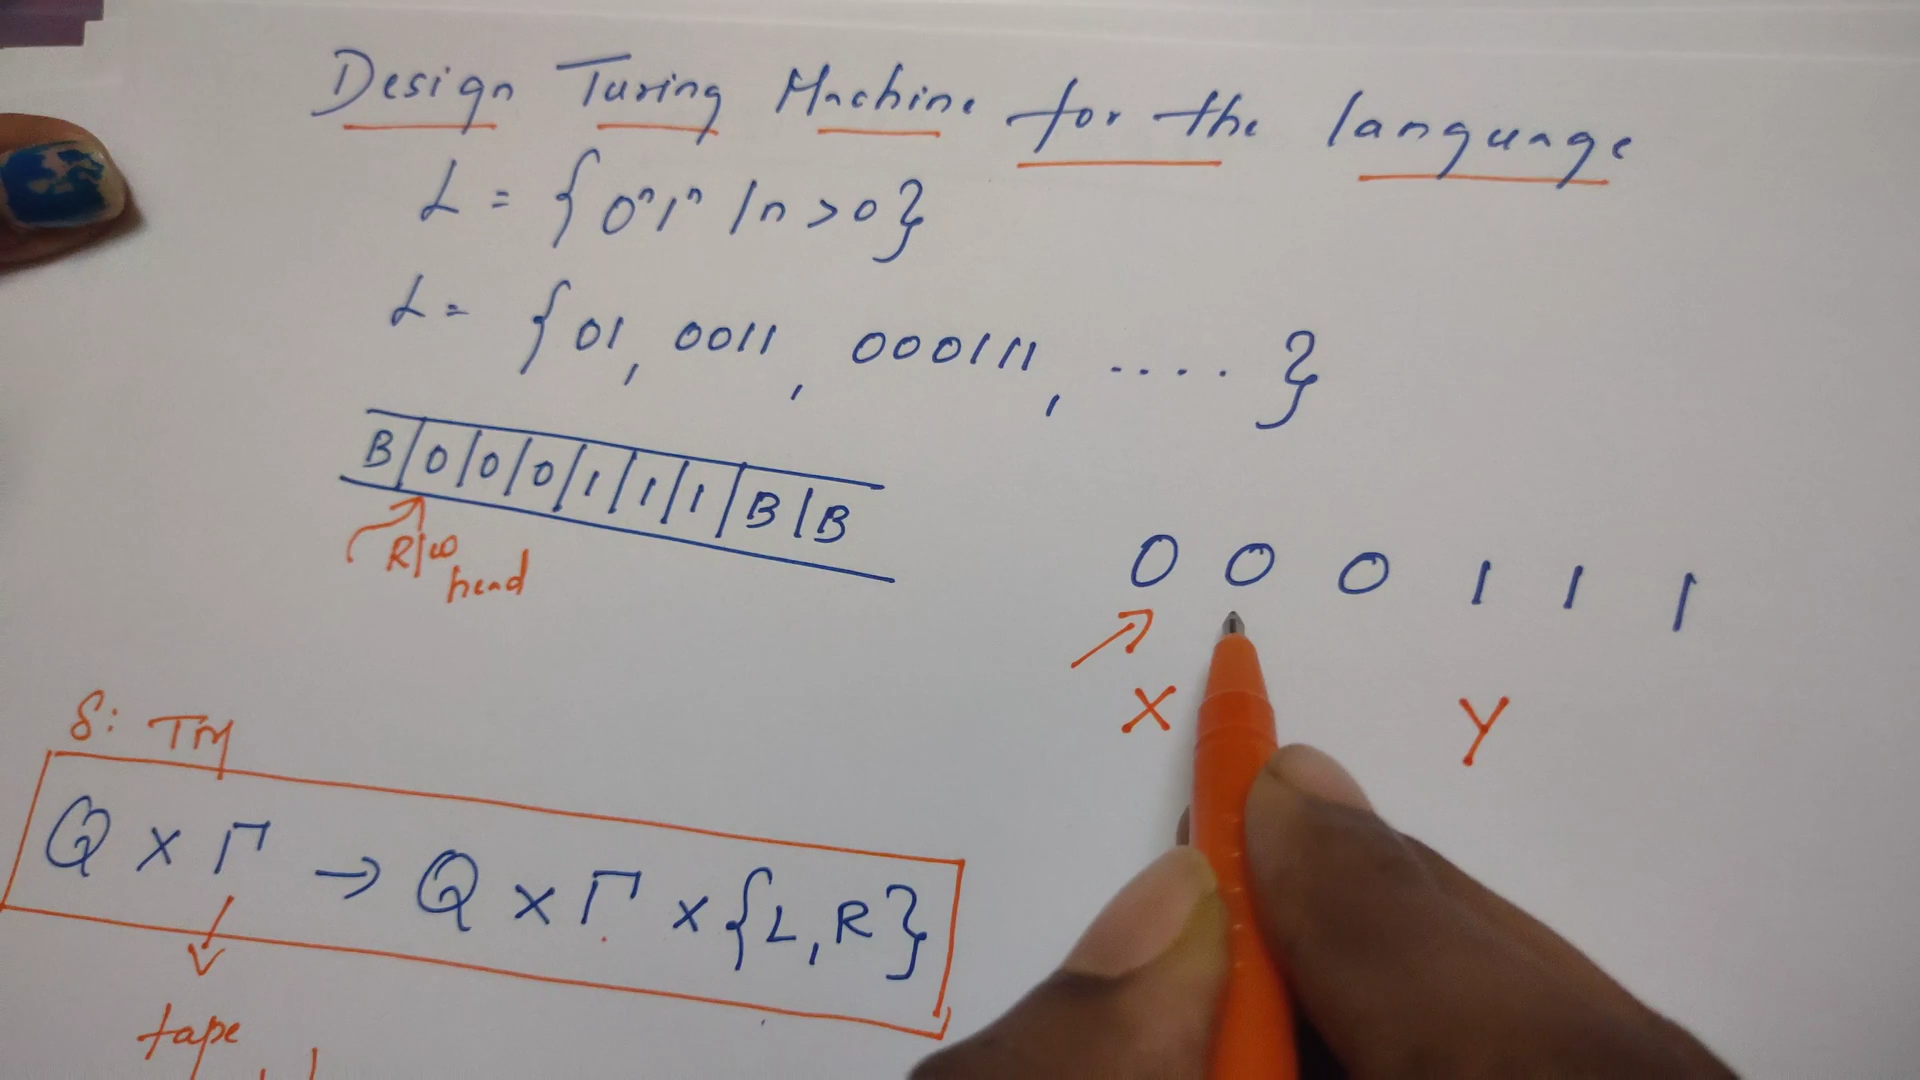 Design Turing Machine for the language
L = {0ⁿ1ⁿ | n > 0}
L = {01, 0011, 000111, .... }
B 0 0 0 1 1 1 B B
R/W head
0 0 0 1 1 1
X Y
δ: TM
Q × Γ → Q × Γ × {L, R}
tape